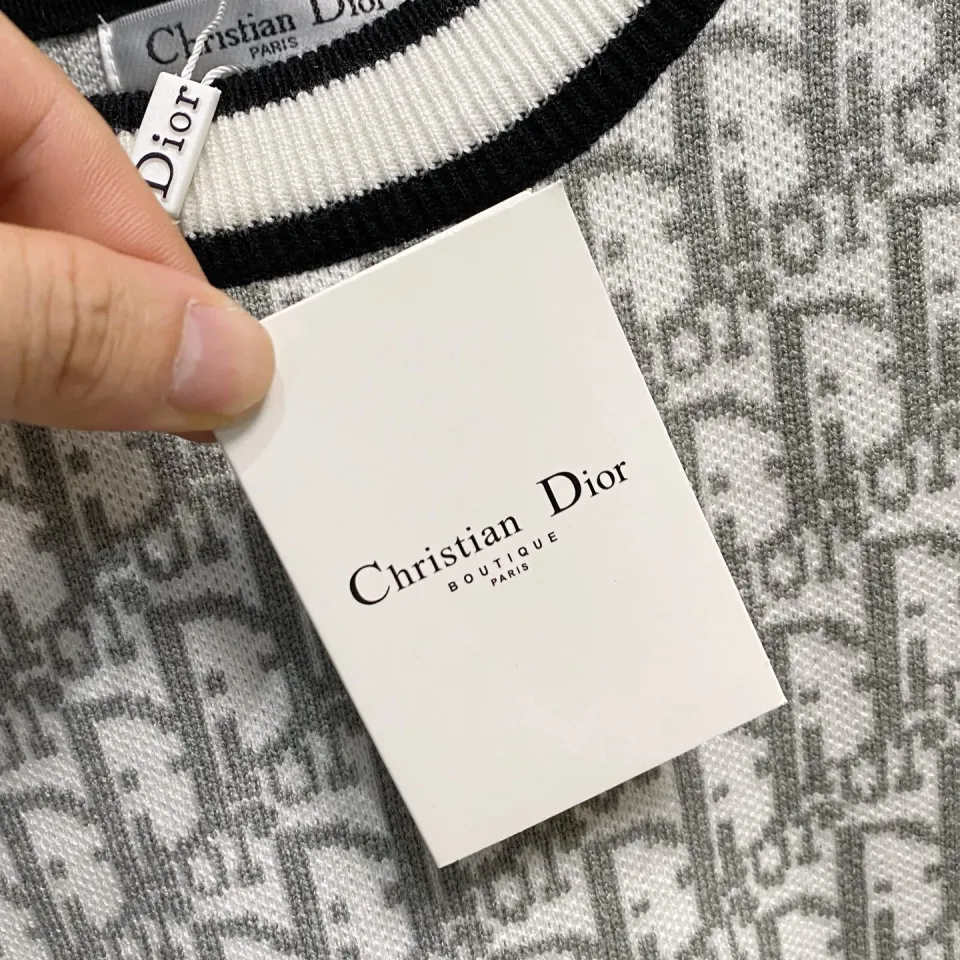 Christian Dior
PARIS
Dior
Christian Dior
BOUTIQUE
PARIS